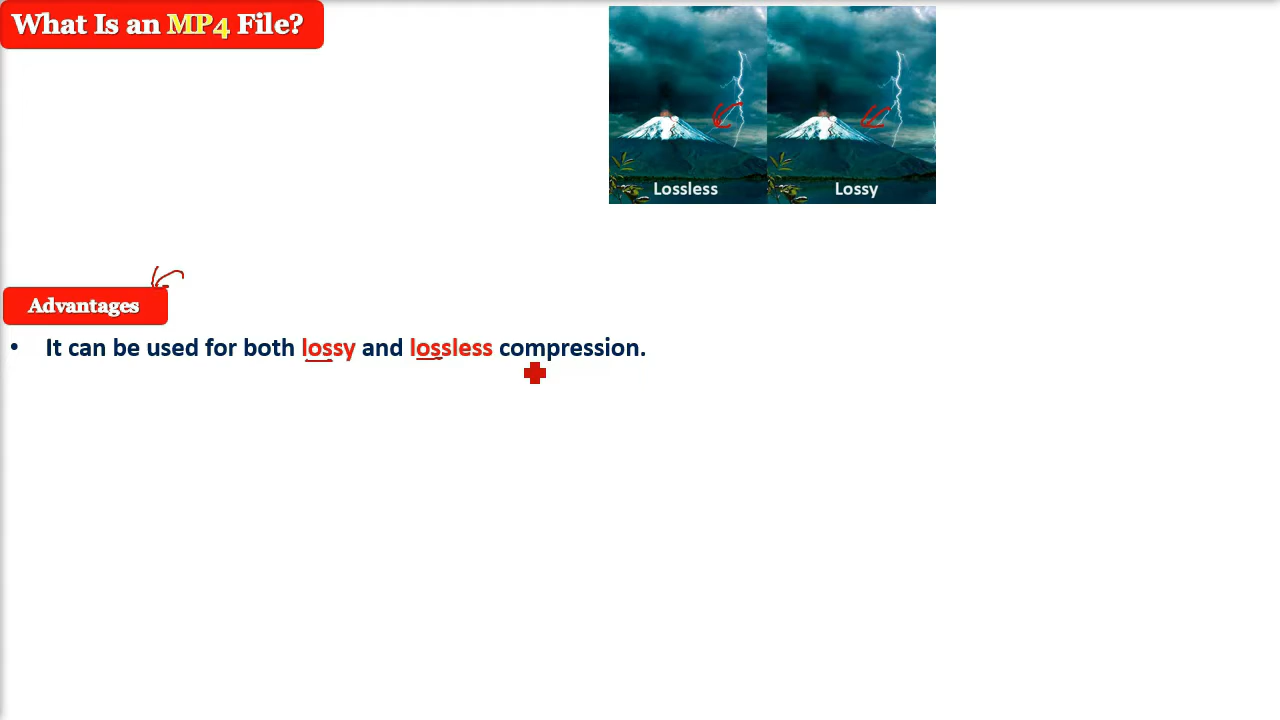 What Is an MP4 File?
Lossless
Lossy
Advantages
• It can be used for both lossy and lossless compression.